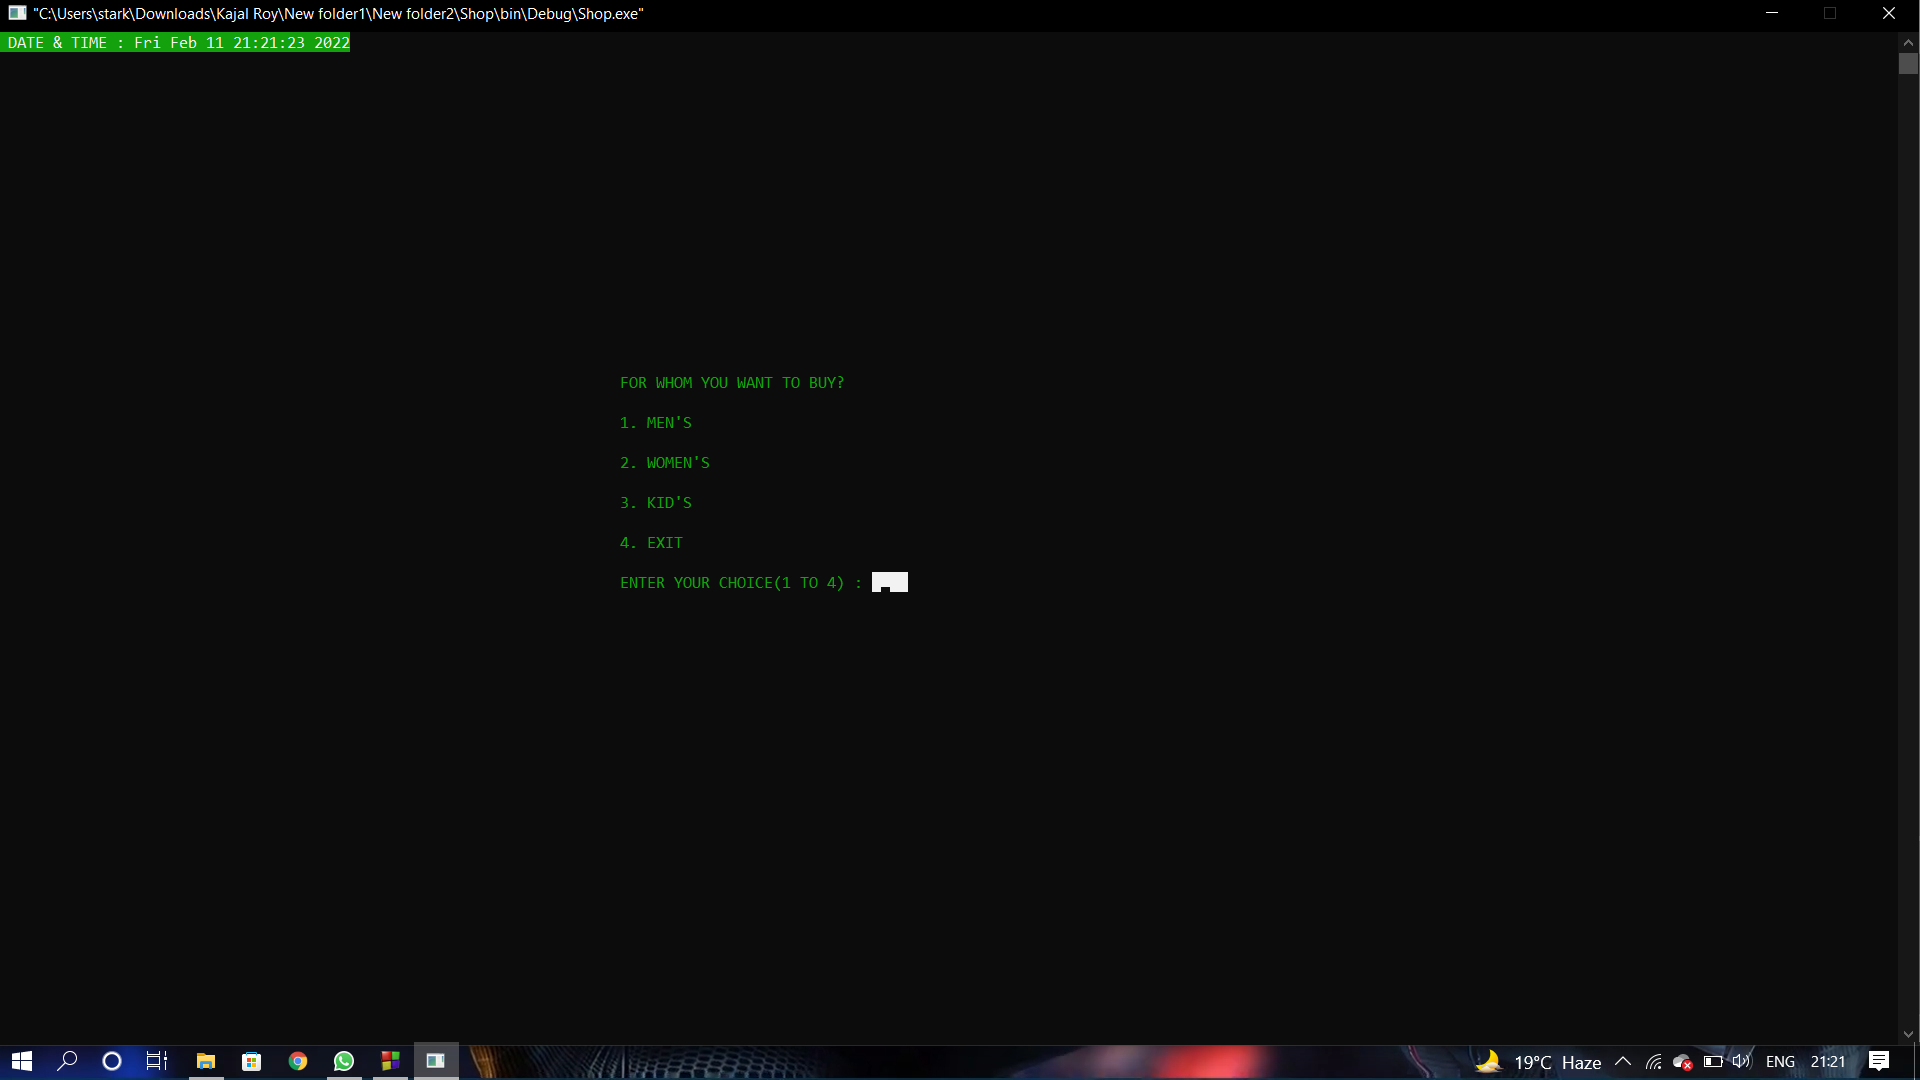 "C:\Users\stark\Downloads\Kajal Roy\New folder1\New folder2\Shop\bin\Debug\Shop.exe"
DATE & TIME : Fri Feb 11 21:21:23 2022
FOR WHOM YOU WANT TO BUY?
1. MEN'S
2. WOMEN'S
3. KID'S
4. EXIT
ENTER YOUR CHOICE(1 TO 4) :
19°C Haze ENG 21:21